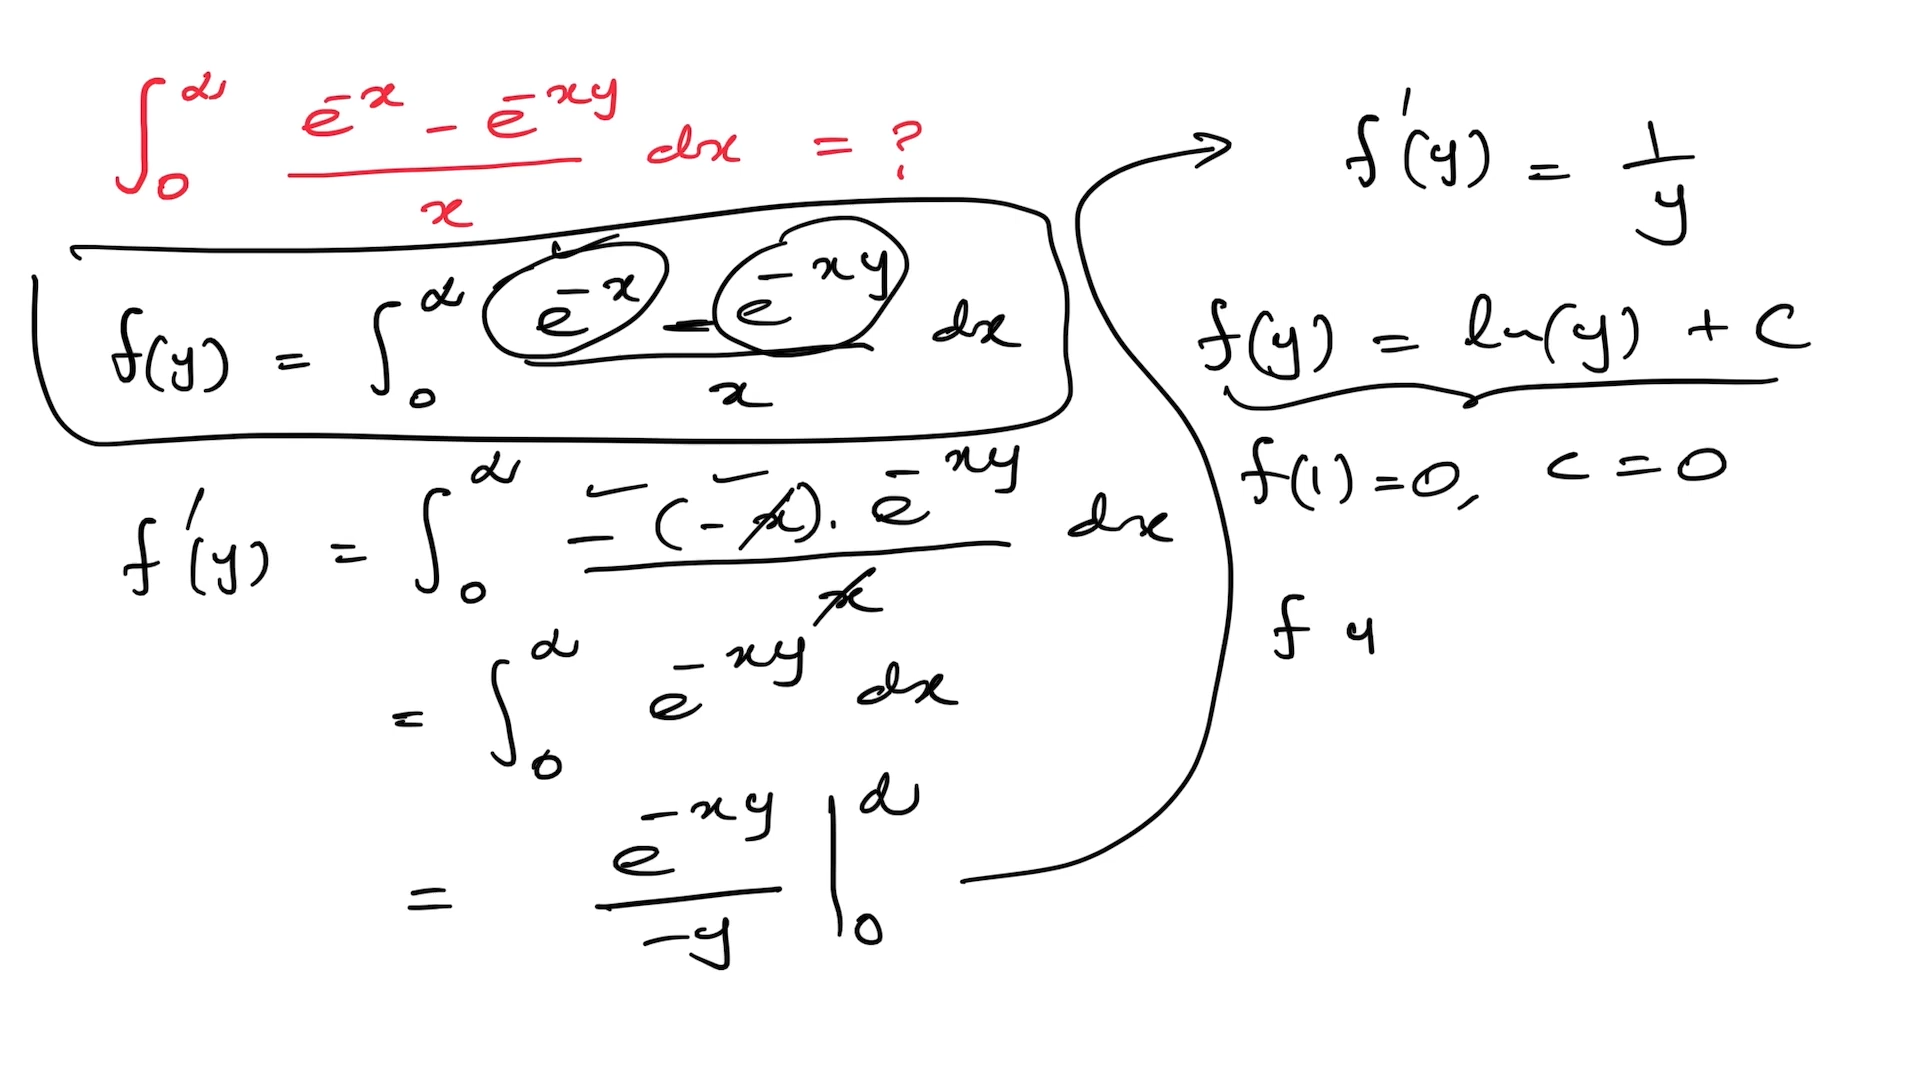 ∫₀^∞ (e^{-x} - e^{-xy})/x dx = ?
f(y) = ∫₀^∞ (e^{-x} - e^{-xy})/x dx
f'(y) = ∫₀^∞ (-(-x)·e^{-xy})/x dx
= ∫₀^∞ e^{-xy} dx
= e^{-xy}/-y |₀^∞
f'(y) = 1/y
f(y) = ln(y) + C
f(1)=0, c = 0
f y